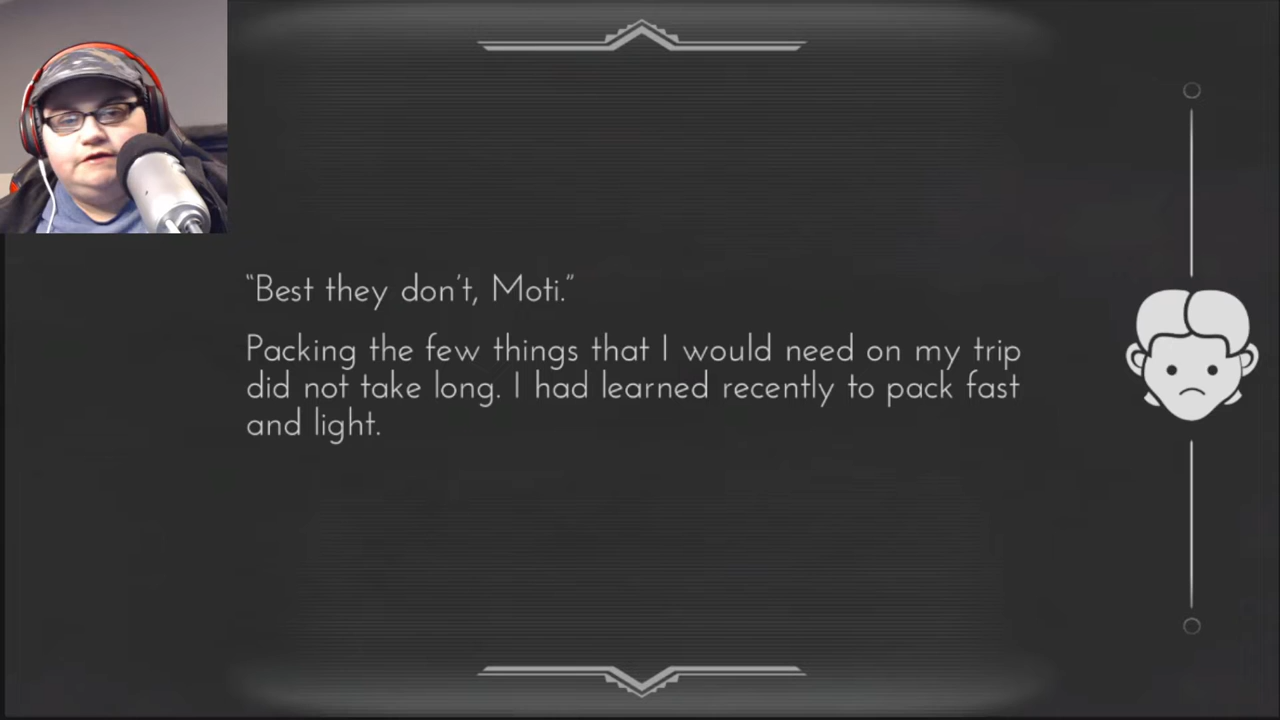 “Best they don’t, Moti.”
Packing the few things that I would need on my trip
did not take long. I had learned recently to pack fast
and light.